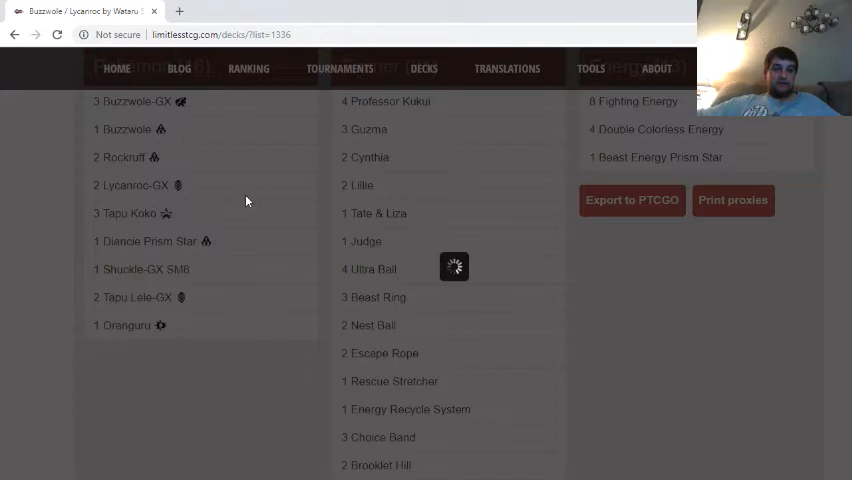 Buzzwole / Lycanroc by Wataru S
Not secure
limitlesstcg.com/decks/?list=1336
HOME
BLOG
RANKING
TOURNAMENTS
DECKS
TRANSLATIONS
TOOLS
ABOUT
3 Buzzwole-GX
1 Buzzwole
2 Rockruff
2 Lycanroc-GX
3 Tapu Koko
1 Diancie Prism Star
1 Shuckle-GX SM8
2 Tapu Lele-GX
1 Oranguru
4 Professor Kukui
3 Guzma
2 Cynthia
2 Lillie
1 Tate & Liza
1 Judge
4 Ultra Ball
3 Beast Ring
2 Nest Ball
2 Escape Rope
1 Rescue Stretcher
1 Energy Recycle System
3 Choice Band
2 Brooklet Hill
8 Fighting Energy
4 Double Colorless Energy
1 Beast Energy Prism Star
Export to PTCGO
Print proxies